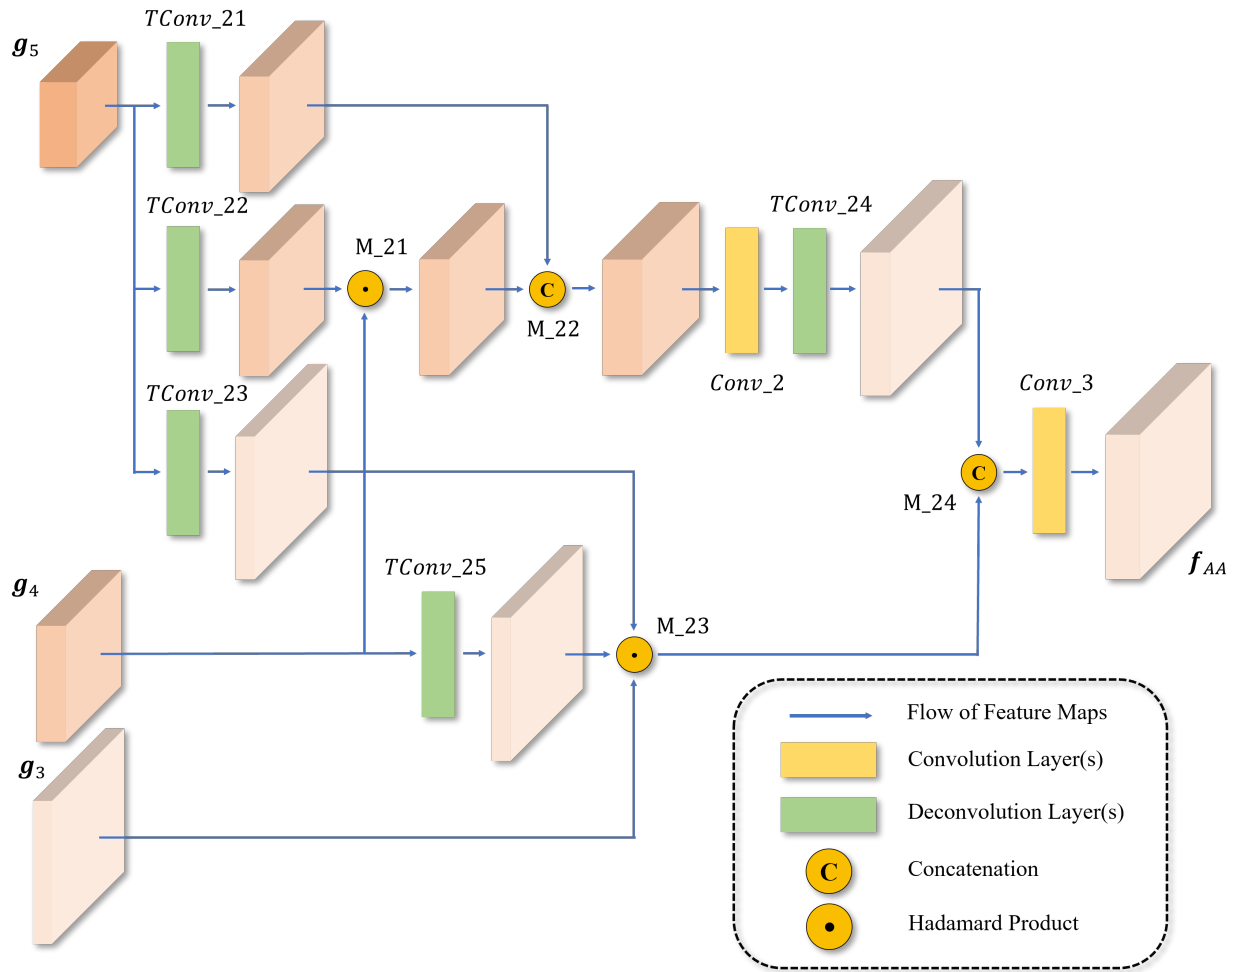 TConv_21
g5
TConv_22
TConv_24
M_21
C
M_22
Conv_2
Conv_3
TConv_23
C
M_24
f_AA
TConv_25
g4
M_23
g3
Flow of Feature Maps
Convolution Layer(s)
Deconvolution Layer(s)
C Concatenation
Hadamard Product